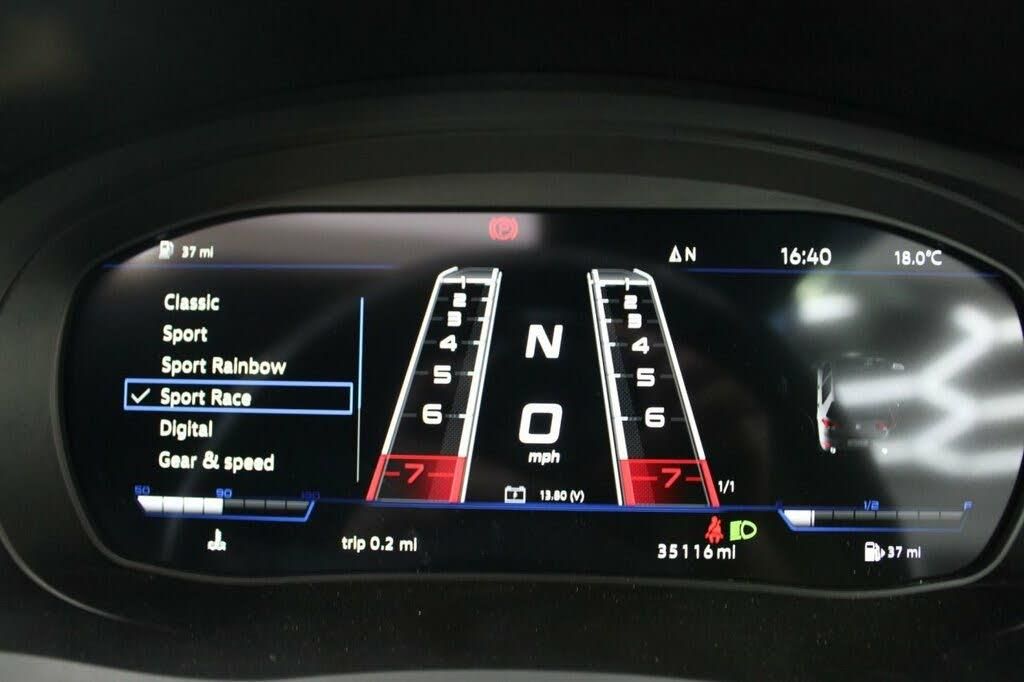 37 mi
N
16:40
18.0°C
Classic
Sport
Sport Rainbow
Sport Race
Digital
Gear & speed
1
2
3
4
5
6
7
N
0
mph
13.80 (V)
1
2
3
4
5
6
7
1/1
50
90
130
1/2
F
trip 0.2 mi
35116 mi
37 mi